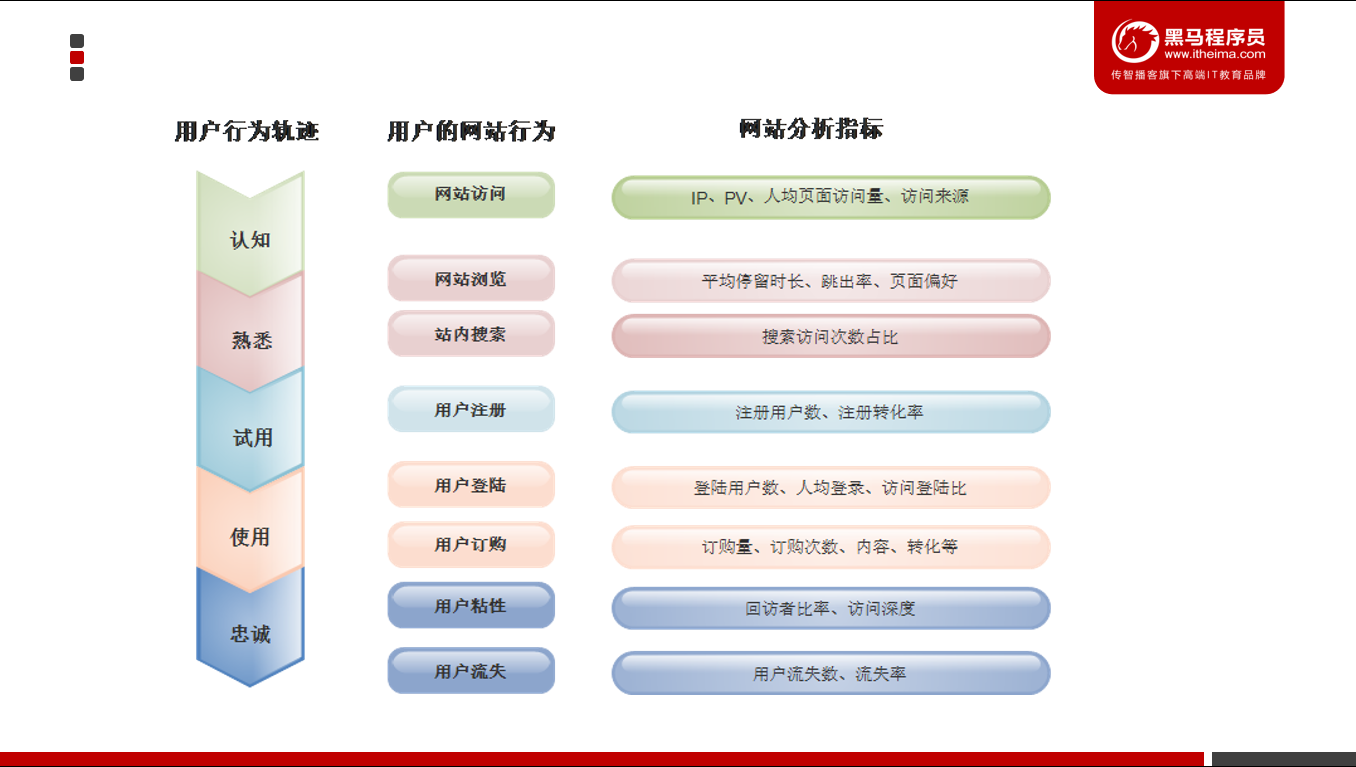 黑马程序员
www.itheima.com
传智播客旗下高端IT教育品牌
用户行为轨迹 用户的网站行为 网站分析指标
认知
网站访问 IP、PV、人均页面访问量、访问来源
熟悉
网站浏览 平均停留时长、跳出率、页面偏好
站内搜索 搜索访问次数占比
试用
用户注册 注册用户数、注册转化率
使用
用户登陆 登陆用户数、人均登录、访问登陆比
用户订购 订购量、订购次数、内容、转化等
忠诚
用户粘性 回访者比率、访问深度
用户流失 用户流失数、流失率